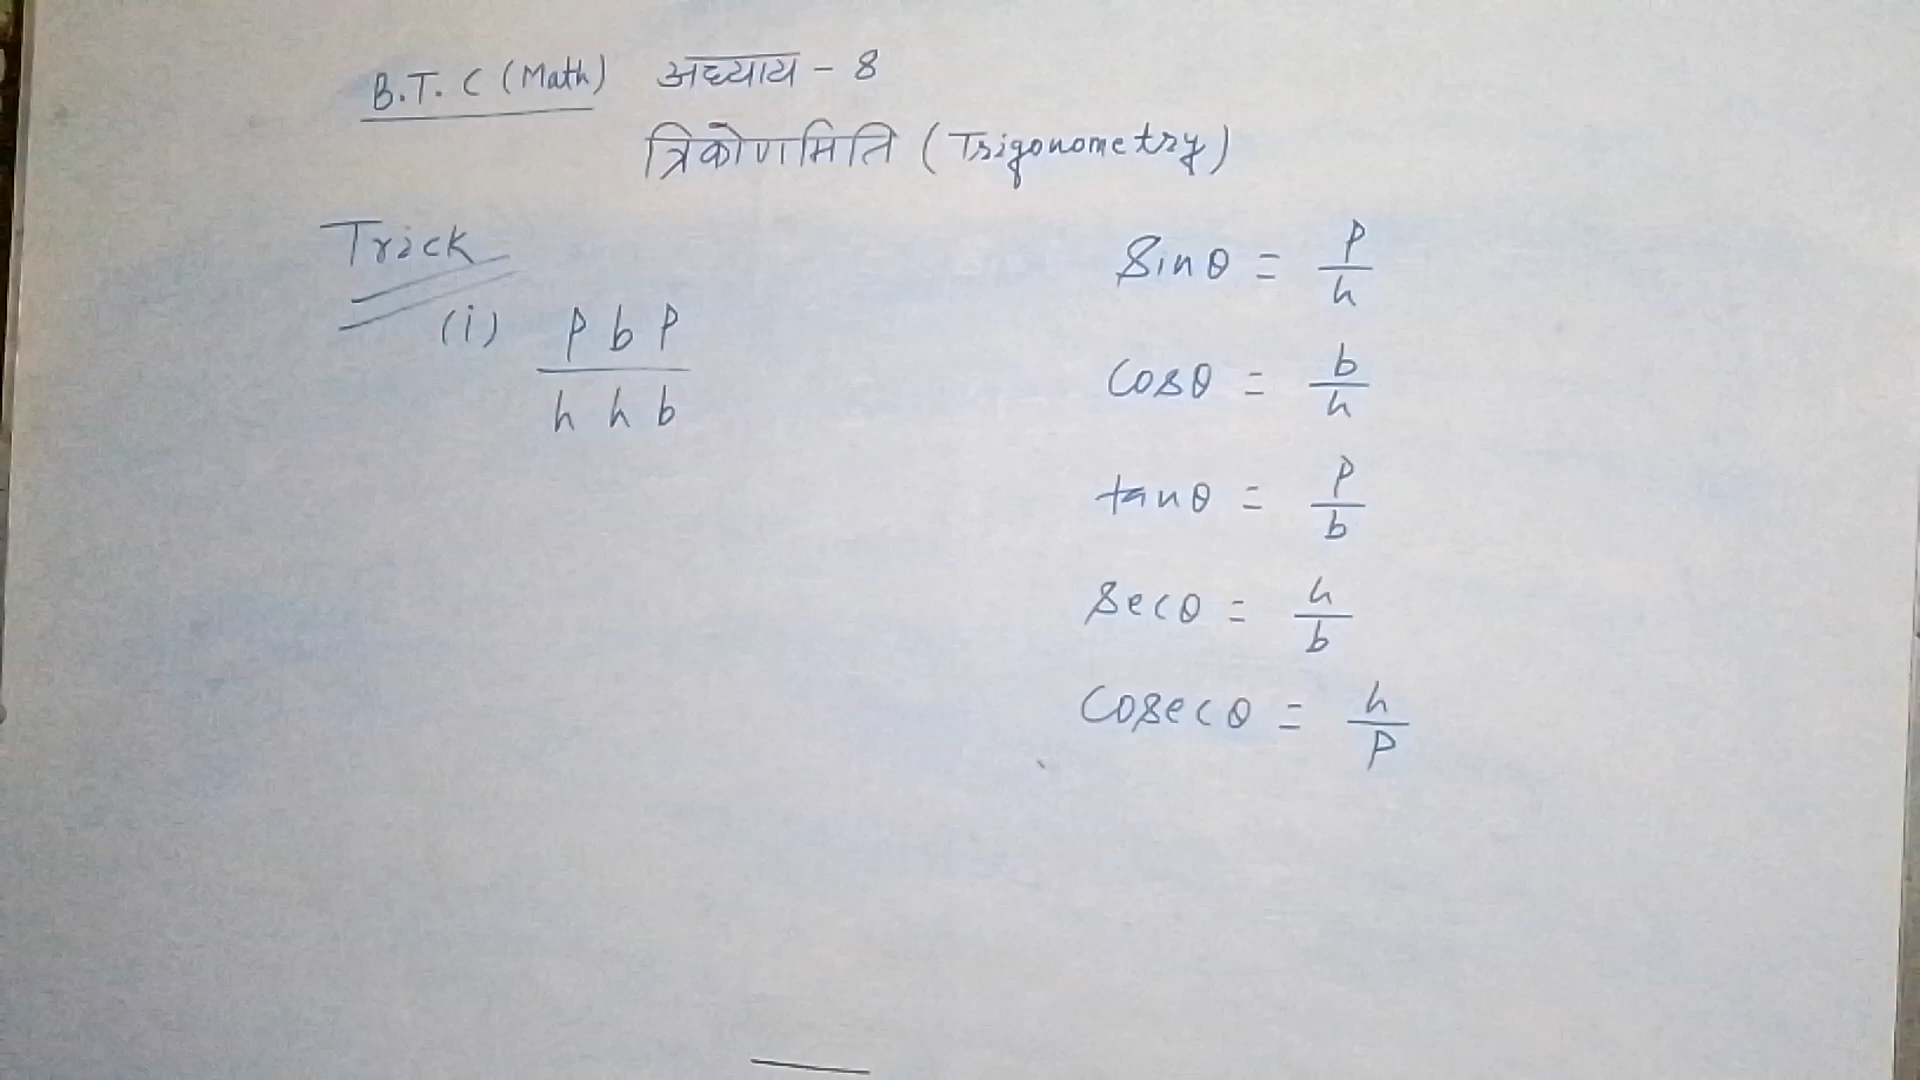 B.T.C (Math) अध्याय - 8
त्रिकोणमिति (Trigonometry)
Trick
(i) P b P
h h b
Sinθ = P/h
Cosθ = b/h
tanθ = P/b
Secθ = h/b
Cosecθ = h/P